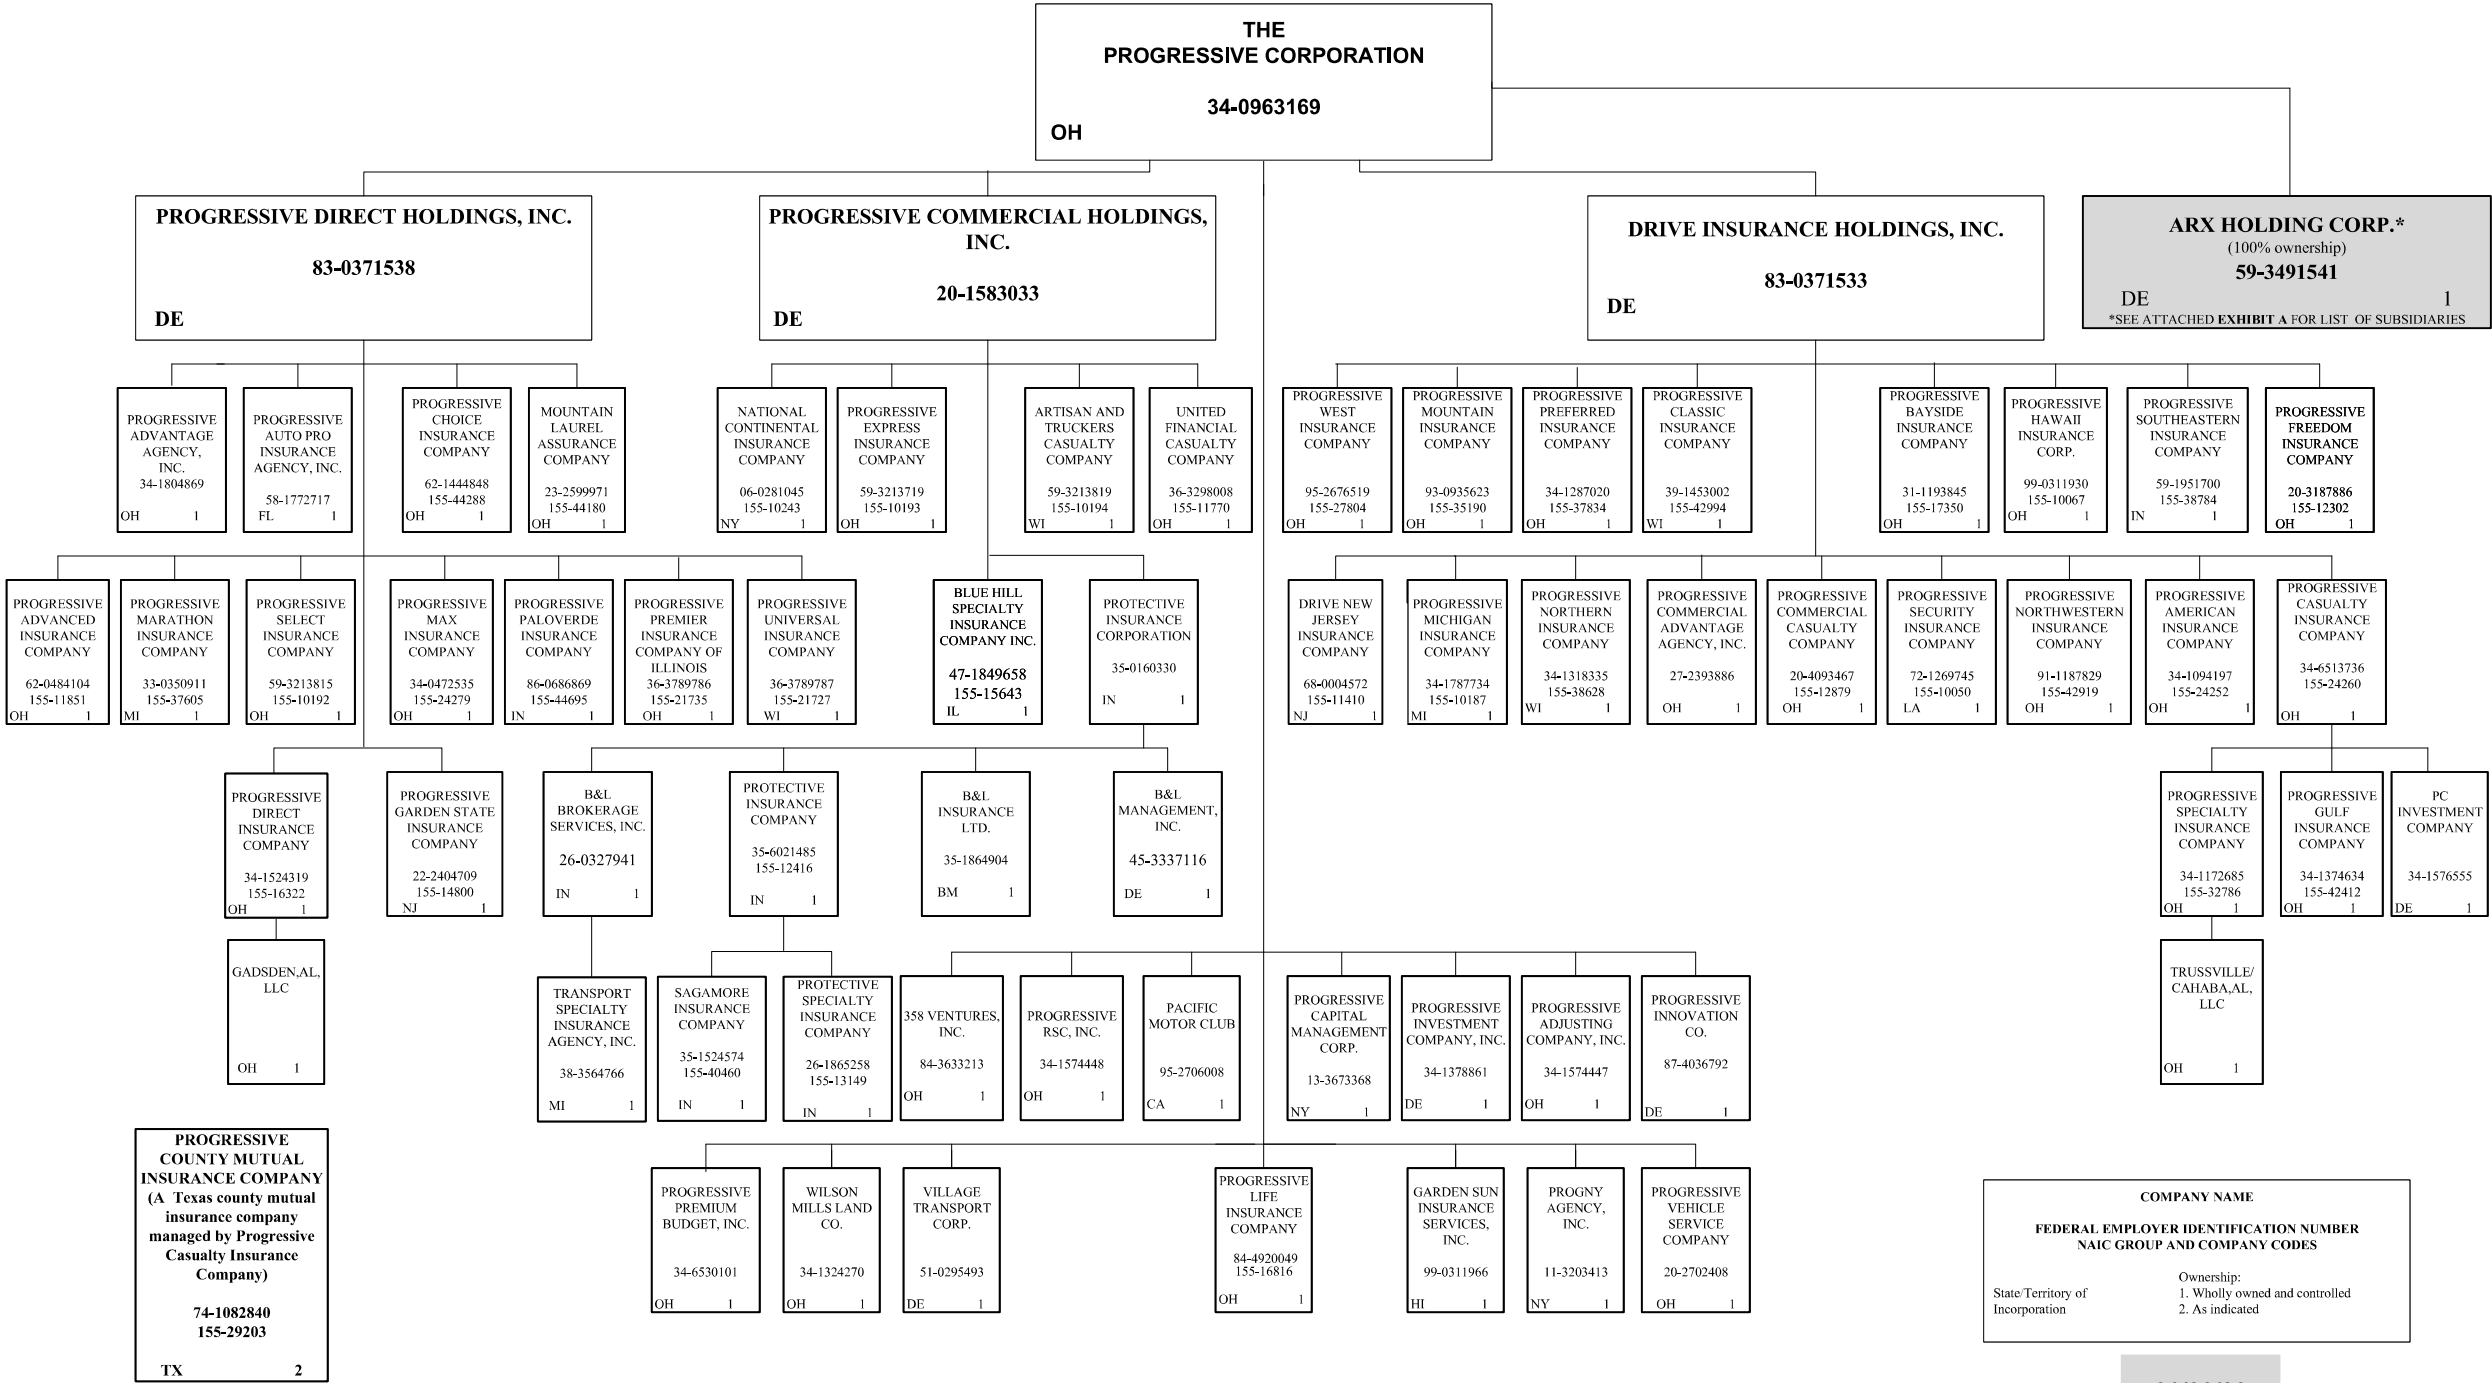 THE
PROGRESSIVE CORPORATION
34-0963169
OH
PROGRESSIVE DIRECT HOLDINGS, INC.
83-0371538
DE
PROGRESSIVE COMMERCIAL HOLDINGS,
INC.
20-1583033
DE
DRIVE INSURANCE HOLDINGS, INC.
83-0371533
DE
ARX HOLDING CORP.*
(100% ownership)
59-3491541
DE 1
*SEE ATTACHED EXHIBIT A FOR LIST OF SUBSIDIARIES
PROGRESSIVE
ADVANTAGE
AGENCY,
INC.
34-1804869
OH 1
PROGRESSIVE
AUTO PRO
INSURANCE
AGENCY, INC.
58-1772717
FL 1
PROGRESSIVE
CHOICE
INSURANCE
COMPANY
62-1444848
155-44288
OH 1
MOUNTAIN
LAUREL
ASSURANCE
COMPANY
23-2599971
155-44180
OH 1
NATIONAL
CONTINENTAL
INSURANCE
COMPANY
06-0281045
155-10243
NY 1
PROGRESSIVE
EXPRESS
INSURANCE
COMPANY
59-3213719
155-10193
OH 1
ARTISAN AND
TRUCKERS
CASUALTY
COMPANY
59-3213819
155-10194
WI 1
UNITED
FINANCIAL
CASUALTY
COMPANY
36-3298008
155-11770
OH 1
PROGRESSIVE
WEST
INSURANCE
COMPANY
95-2676519
155-27804
OH 1
PROGRESSIVE
MOUNTAIN
INSURANCE
COMPANY
93-0935623
155-35190
OH 1
PROGRESSIVE
PREFERRED
INSURANCE
COMPANY
34-1287020
155-37834
OH 1
PROGRESSIVE
CLASSIC
INSURANCE
COMPANY
39-1453002
155-42994
WI 1
PROGRESSIVE
BAYSIDE
INSURANCE
COMPANY
31-1193845
155-17350
OH 1
PROGRESSIVE
HAWAII
INSURANCE
CORP.
99-0311930
155-10067
OH 1
PROGRESSIVE
SOUTHEASTERN
INSURANCE
COMPANY
59-1951700
155-38784
IN 1
PROGRESSIVE
FREEDOM
INSURANCE
COMPANY
20-3187886
155-12302
OH 1
PROGRESSIVE
ADVANCED
INSURANCE
COMPANY
62-0484104
155-11851
OH 1
PROGRESSIVE
MARATHON
INSURANCE
COMPANY
33-0350911
155-37605
MI 1
PROGRESSIVE
SELECT
INSURANCE
COMPANY
59-3213815
155-10192
OH 1
PROGRESSIVE
MAX
INSURANCE
COMPANY
34-0472535
155-24279
OH 1
PROGRESSIVE
PALOVERDE
INSURANCE
COMPANY
86-0686869
155-44695
IN 1
PROGRESSIVE
PREMIER
INSURANCE
COMPANY OF
ILLINOIS
36-3789786
155-21735
OH 1
PROGRESSIVE
UNIVERSAL
INSURANCE
COMPANY
36-3789787
155-21727
WI 1
BLUE HILL
SPECIALTY
INSURANCE
COMPANY INC.
47-1849658
155-15643
IL 1
PROTECTIVE
INSURANCE
CORPORATION
35-0160330
IN 1
DRIVE NEW
JERSEY
INSURANCE
COMPANY
68-0004572
155-11410
NJ 1
PROGRESSIVE
MICHIGAN
INSURANCE
COMPANY
34-1787734
155-10187
MI 1
PROGRESSIVE
NORTHERN
INSURANCE
COMPANY
34-1318335
155-38628
WI 1
PROGRESSIVE
COMMERCIAL
ADVANTAGE
AGENCY, INC.
27-2393886
OH 1
PROGRESSIVE
COMMERCIAL
CASUALTY
COMPANY
20-4093467
155-12879
OH 1
PROGRESSIVE
SECURITY
INSURANCE
COMPANY
72-1269745
155-10050
LA 1
PROGRESSIVE
NORTHWESTERN
INSURANCE
COMPANY
91-1187829
155-42919
OH 1
PROGRESSIVE
AMERICAN
INSURANCE
COMPANY
34-1094197
155-24252
OH 1
PROGRESSIVE
CASUALTY
INSURANCE
COMPANY
34-6513736
155-24260
OH 1
PROGRESSIVE
DIRECT
INSURANCE
COMPANY
34-1524319
155-16322
OH 1
PROGRESSIVE
GARDEN STATE
INSURANCE
COMPANY
22-2404709
155-14800
NJ 1
B&L
BROKERAGE
SERVICES, INC.
26-0327941
IN 1
PROTECTIVE
INSURANCE
COMPANY
35-6021485
155-12416
IN 1
B&L
INSURANCE
LTD.
35-1864904
BM 1
B&L
MANAGEMENT,
INC.
45-3337116
DE 1
PROGRESSIVE
SPECIALTY
INSURANCE
COMPANY
34-1172685
155-32786
OH 1
PROGRESSIVE
GULF
INSURANCE
COMPANY
34-1374634
155-42412
OH 1
PC
INVESTMENT
COMPANY
34-1576555
DE 1
GADSDEN,AL,
LLC
OH 1
TRANSPORT
SPECIALTY
INSURANCE
AGENCY, INC.
38-3564766
MI 1
SAGAMORE
INSURANCE
COMPANY
35-1524574
155-40460
IN 1
PROTECTIVE
SPECIALTY
INSURANCE
COMPANY
26-1865258
155-13149
IN 1
358 VENTURES,
INC.
84-3633213
OH 1
PROGRESSIVE
RSC, INC.
34-1574448
OH 1
PACIFIC
MOTOR CLUB
95-2706008
CA 1
PROGRESSIVE
CAPITAL
MANAGEMENT
CORP.
13-3673368
NY 1
PROGRESSIVE
INVESTMENT
COMPANY, INC.
34-1378861
DE 1
PROGRESSIVE
ADJUSTING
COMPANY, INC.
34-1574447
OH 1
PROGRESSIVE
INNOVATION
CO.
87-4036792
DE 1
TRUSSVILLE/
CAHABA,AL,
LLC
OH 1
PROGRESSIVE
COUNTY MUTUAL
INSURANCE COMPANY
(A Texas county mutual
insurance company
managed by Progressive
Casualty Insurance
Company)
74-1082840
155-29203
TX 2
PROGRESSIVE
PREMIUM
BUDGET, INC.
34-6530101
OH 1
WILSON
MILLS LAND
CO.
34-1324270
OH 1
VILLAGE
TRANSPORT
CORP.
51-0295493
DE 1
PROGRESSIVE
LIFE
INSURANCE
COMPANY
84-4920049
155-16816
OH 1
GARDEN SUN
INSURANCE
SERVICES,
INC.
99-0311966
HI 1
PROGNY
AGENCY,
INC.
11-3203413
NY 1
PROGRESSIVE
VEHICLE
SERVICE
COMPANY
20-2702408
OH 1
COMPANY NAME
FEDERAL EMPLOYER IDENTIFICATION NUMBER
NAIC GROUP AND COMPANY CODES
Ownership:
State/Territory of 1. Wholly owned and controlled
Incorporation 2. As indicated